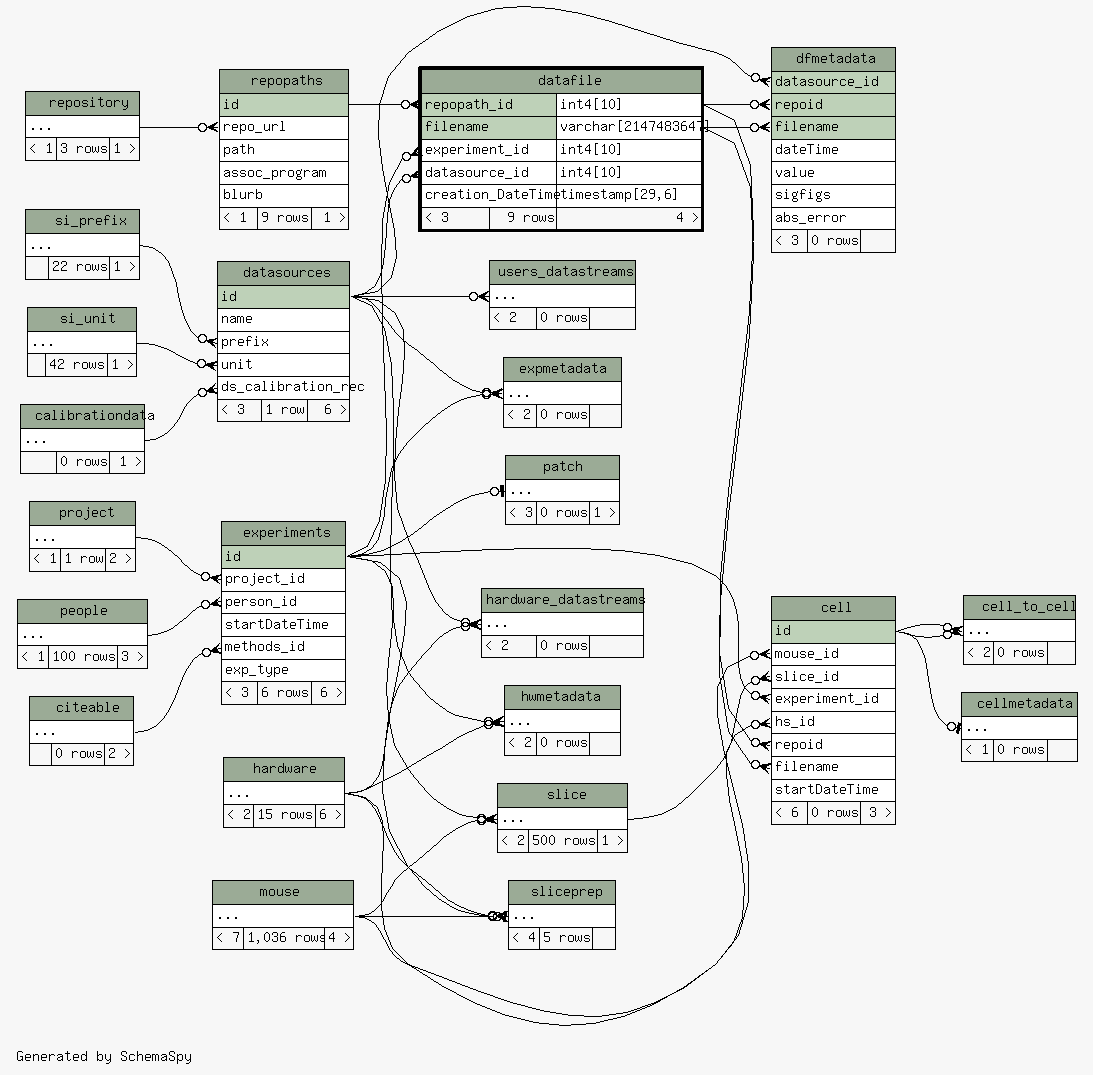 repository
...
< 1 3 rows 1 >
si_prefix
...
22 rows 1 >
si_unit
...
42 rows 1 >
calibrationdata
...
0 rows 1 >
project
...
< 1 1 row 2 >
people
...
< 1 100 rows 3 >
citeable
...
0 rows 2 >
repopaths
id
repo_url
path
assoc_program
blurb
< 1 9 rows 1 >
datasources
id
name
prefix
unit
ds_calibration_rec
< 3 1 row 6 >
experiments
id
project_id
person_id
startDateTime
methods_id
exp_type
< 3 6 rows 6 >
hardware
...
< 2 15 rows 6 >
mouse
...
< 7 1,036 rows 4 >
datafile
repopath_id int4[10]
filename varchar[2147483647]
experiment_id int4[10]
datasource_id int4[10]
creation_DateTime timestamp[29,6]
< 3 9 rows 4 >
users_datastreams
...
< 2 0 rows
expmetadata
...
< 2 0 rows
patch
...
< 3 0 rows 1 >
hardware_datastreams
...
< 2 0 rows
hwmetadata
...
< 2 0 rows
slice
...
< 2 500 rows 1 >
sliceprep
...
< 4 5 rows
dfmetadata
datasource_id
repoid
filename
dateTime
value
sigfigs
abs_error
< 3 0 rows
cell
id
mouse_id
slice_id
experiment_id
hs_id
repoid
filename
startDateTime
< 6 0 rows 3 >
cell_to_cell
...
< 2 0 rows
cellmetadata
...
< 1 0 rows
Generated by SchemaSpy